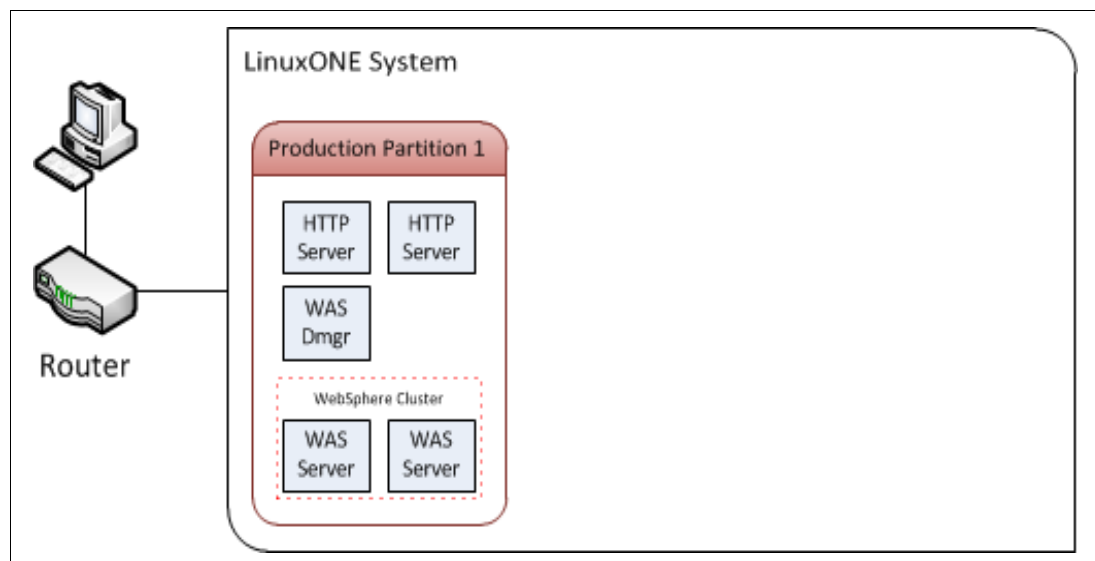 LinuxONE System
Production Partition 1
HTTP
Server
HTTP
Server
WAS
Dmgr
WebSphere Cluster
WAS
Server
WAS
Server
Router